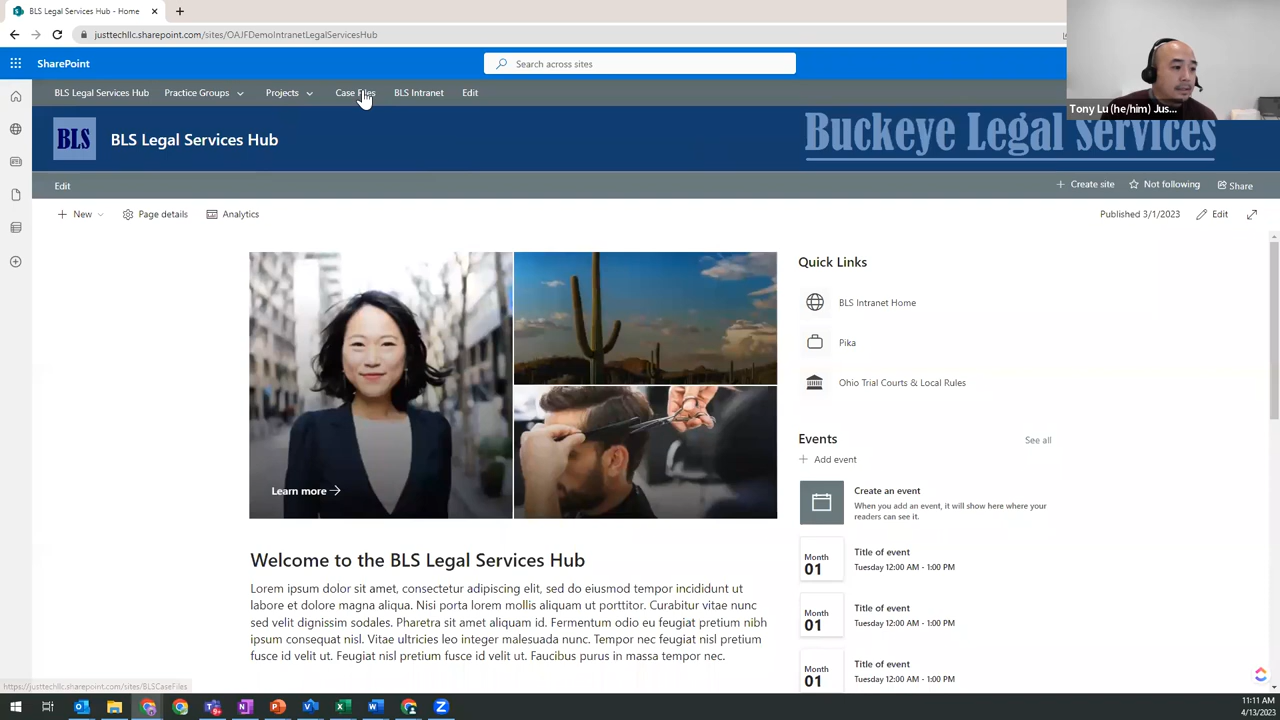 BLS Legal Services Hub - Home
justtechllc.sharepoint.com/sites/OAJFDemoIntranetLegalServicesHub
SharePoint
Search across sites
BLS Legal Services Hub
Practice Groups
Projects
Case Files
BLS Intranet
Edit
Tony Lu (he/him) Jus...
BLS
BLS Legal Services Hub
Buckeye Legal Services
Edit
Create site
Not following
Share
New
Page details
Analytics
Published 3/1/2023
Edit
Learn more
Quick Links
BLS Intranet Home
Pika
Ohio Trial Courts & Local Rules
Events
See all
Add event
Create an event
When you add an event, it will show here where your
readers can see it.
Month
01
Title of event
Tuesday 12:00 AM - 1:00 PM
Month
01
Title of event
Tuesday 12:00 AM - 1:00 PM
Month
01
Title of event
Tuesday 12:00 AM - 1:00 PM
Welcome to the BLS Legal Services Hub
Lorem ipsum dolor sit amet, consectetur adipiscing elit, sed do eiusmod tempor incididunt ut
labore et dolore magna aliqua. Nisi porta lorem mollis aliquam ut porttitor. Curabitur vitae nunc
sed velit dignissim sodales. Pharetra sit amet aliquam id. Fermentum odio eu feugiat pretium nibh
ipsum consequat nisl. Vitae ultricies leo integer malesuada nunc. Tempor nec feugiat nisl pretium
fusce id velit ut. Feugiat nisl pretium fusce id velit ut. Faucibus purus in massa tempor nec.
https://justtechllc.sharepoint.com/sites/BLSCaseFiles
11:11 AM
4/13/2023